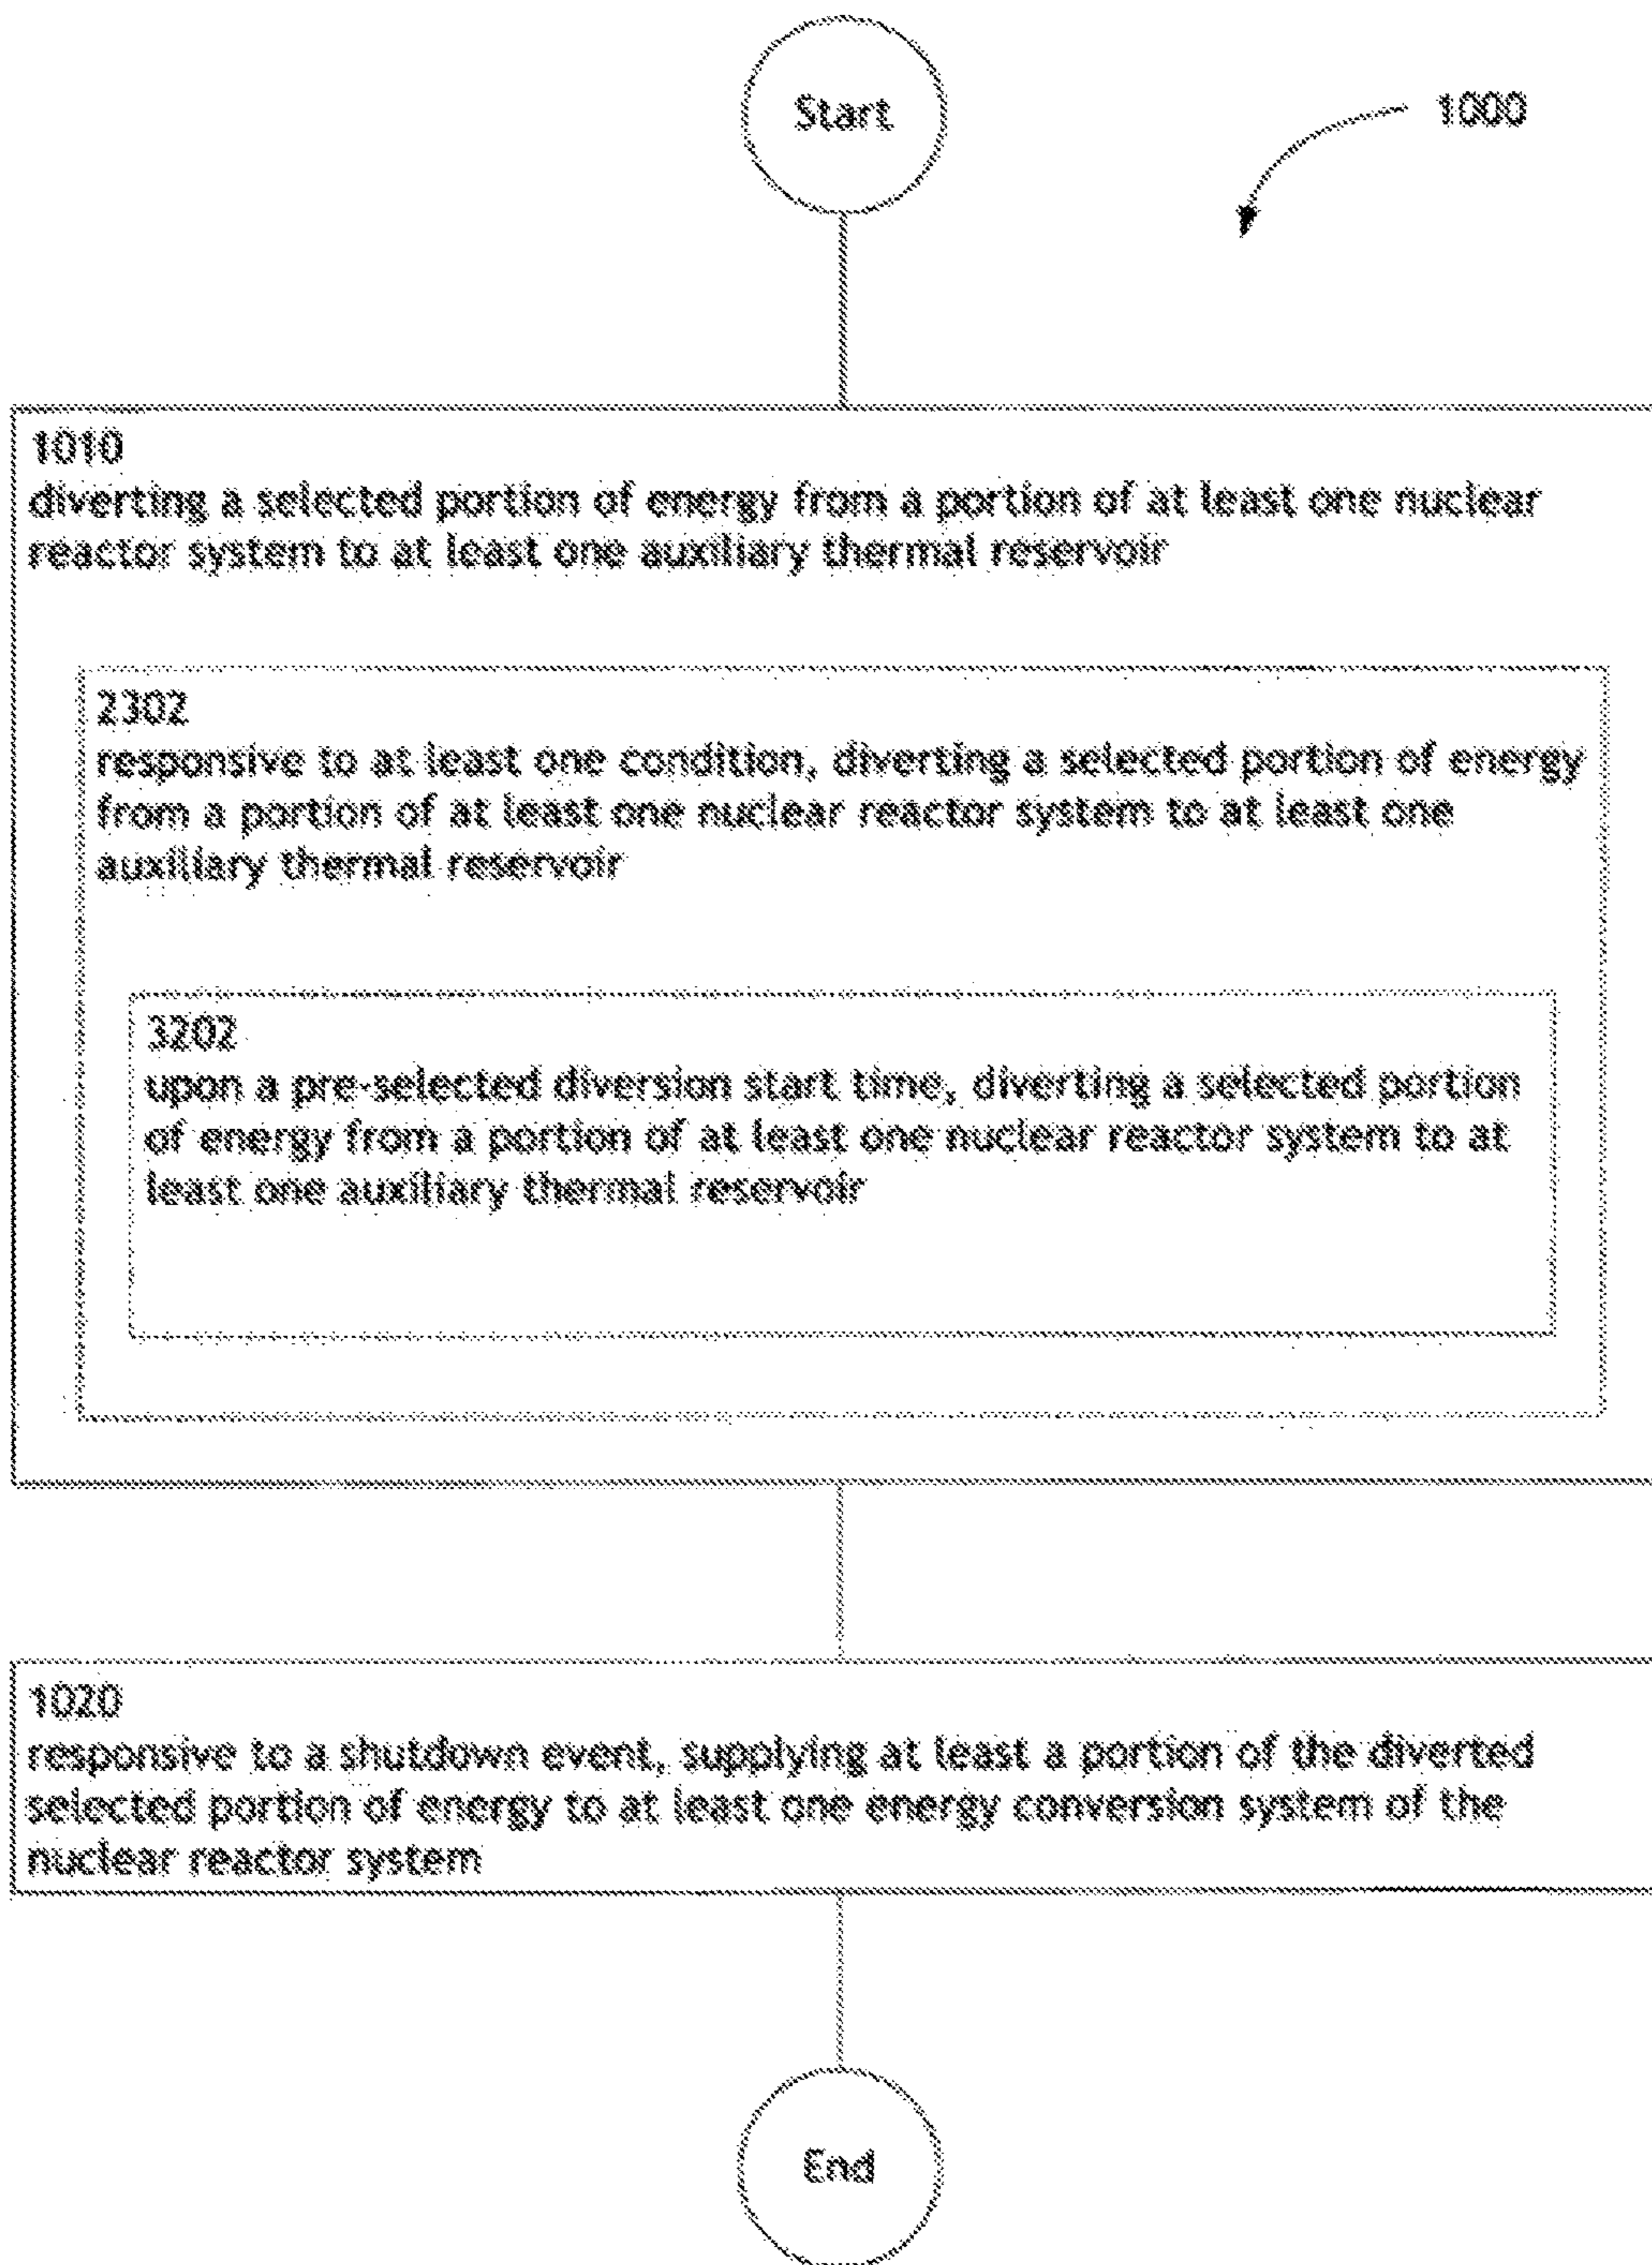 Start
1000
1010
diverting a selected portion of energy from a portion of at least one nuclear
reactor system to at least one auxiliary thermal reservoir
2302
responsive to at least one condition, diverting a selected portion of energy
from a portion of at least one nuclear reactor system to at least one
auxiliary thermal reservoir
3202
upon a pre-selected diversion start time, diverting a selected portion
of energy from a portion of at least one nuclear reactor system to at
least one auxiliary thermal reservoir
1020
responsive to a shutdown event, supplying at least a portion of the diverted
selected portion of energy to at least one energy conversion system of the
nuclear reactor system
End